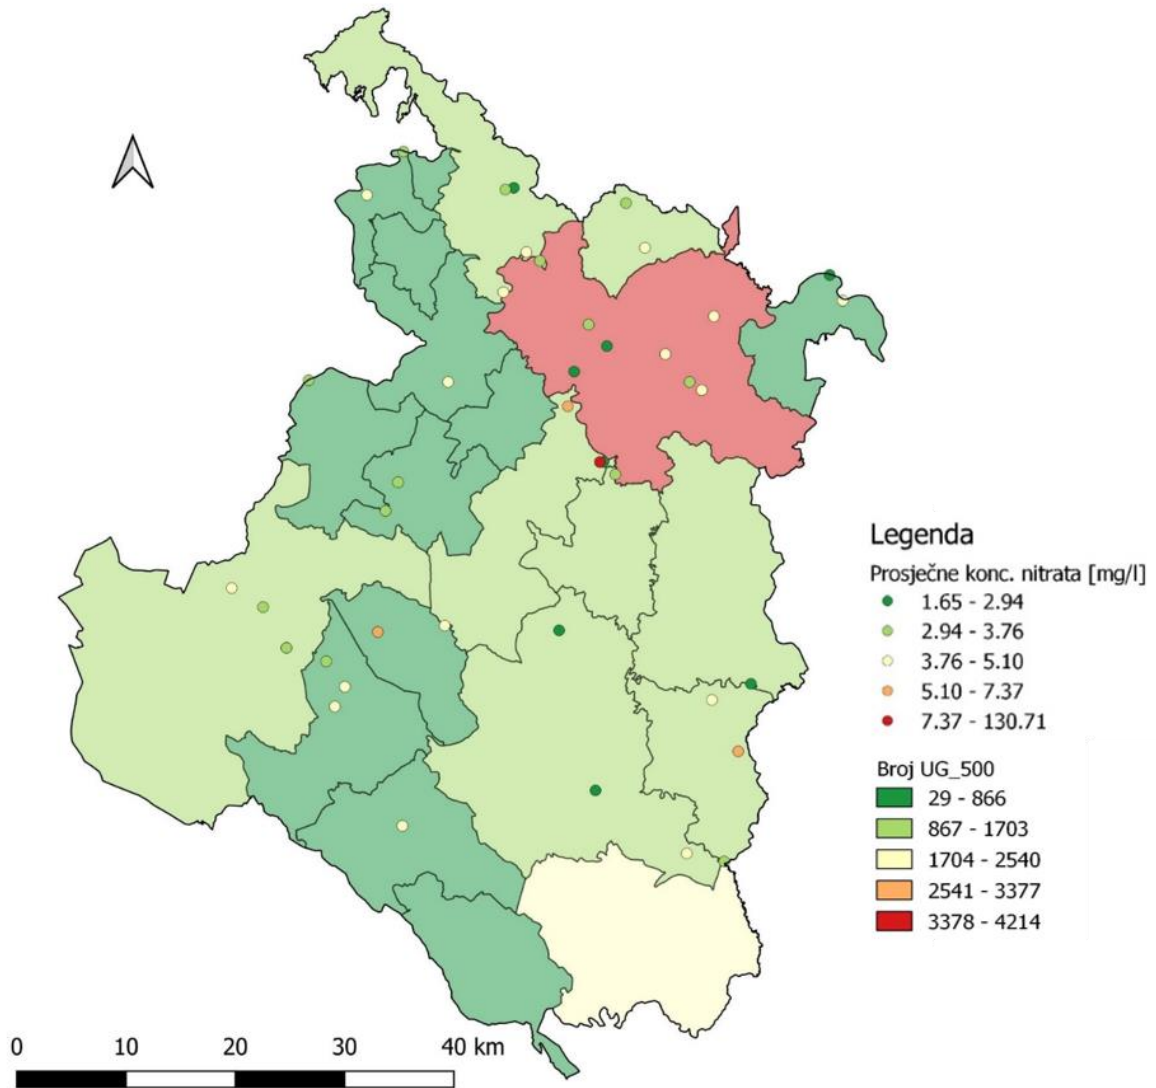 Legenda
Prosječne konc. nitrata [mg/l]
1.65 - 2.94
2.94 - 3.76
3.76 - 5.10
5.10 - 7.37
7.37 - 130.71
Broj UG_500
29 - 866
867 - 1703
1704 - 2540
2541 - 3377
3378 - 4214
0 10 20 30 40 km